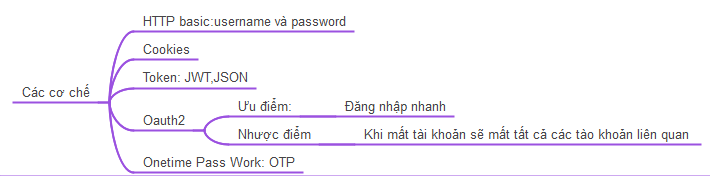 HTTP basic:username và password
Cookies
Các cơ chế
Token: JWT,JSON
Ưu điểm:
Đăng nhập nhanh
Oauth2
Nhược điểm
Khi mất tài khoản sẽ mất tất cả các tào khoản liên quan
Onetime Pass Work: OTP